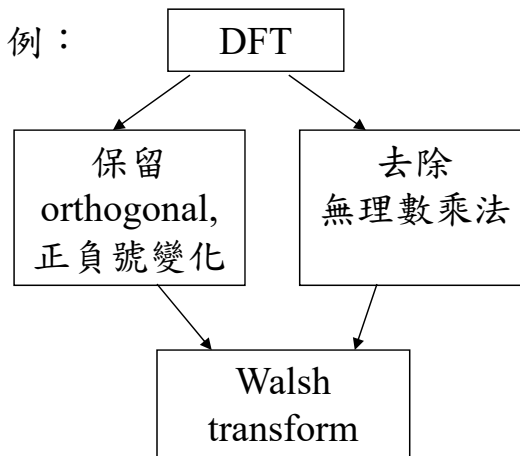 例：
DFT
保留
orthogonal,
正負號變化
去除
無理數乘法
Walsh
transform